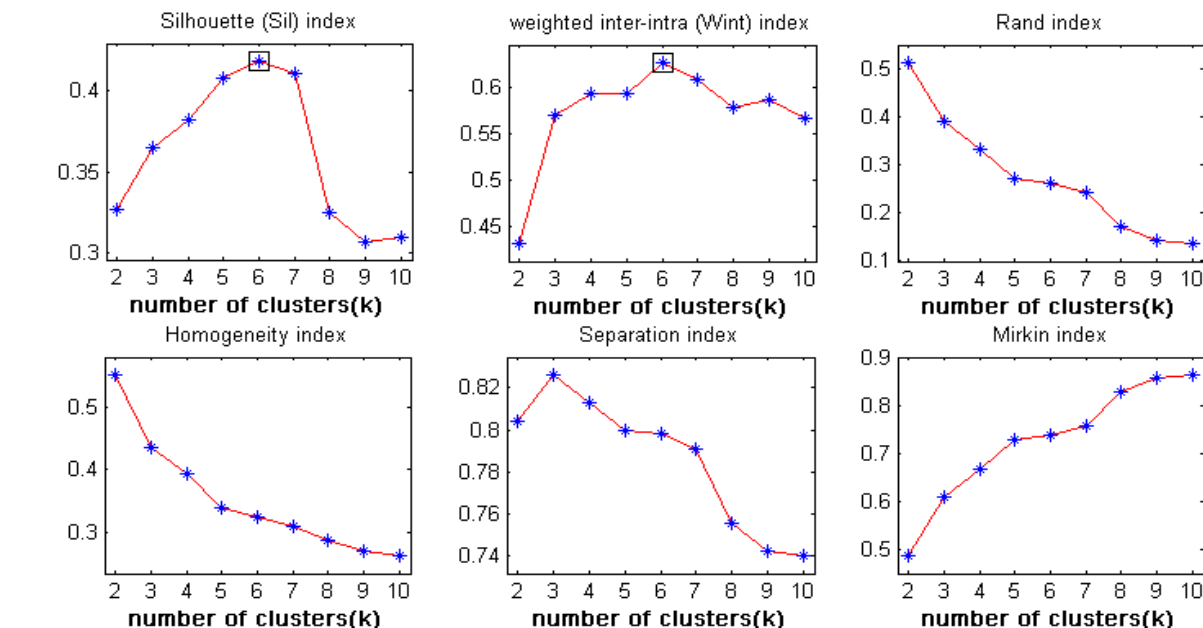 Silhouette (Sil) index
weighted inter-intra (Wint) index
Rand index
0.4
0.35
0.3
2 3 4 5 6 7 8 9 10
number of clusters(k)
0.6
0.55
0.5
0.45
2 3 4 5 6 7 8 9 10
number of clusters(k)
0.5
0.4
0.3
0.2
0.1
2 3 4 5 6 7 8 9 10
number of clusters(k)
Homogeneity index
Separation index
Mirkin index
0.5
0.4
0.3
2 3 4 5 6 7 8 9 10
number of clusters(k)
0.82
0.8
0.78
0.76
0.74
2 3 4 5 6 7 8 9 10
number of clusters(k)
0.9
0.8
0.7
0.6
0.5
2 3 4 5 6 7 8 9 10
number of clusters(k)